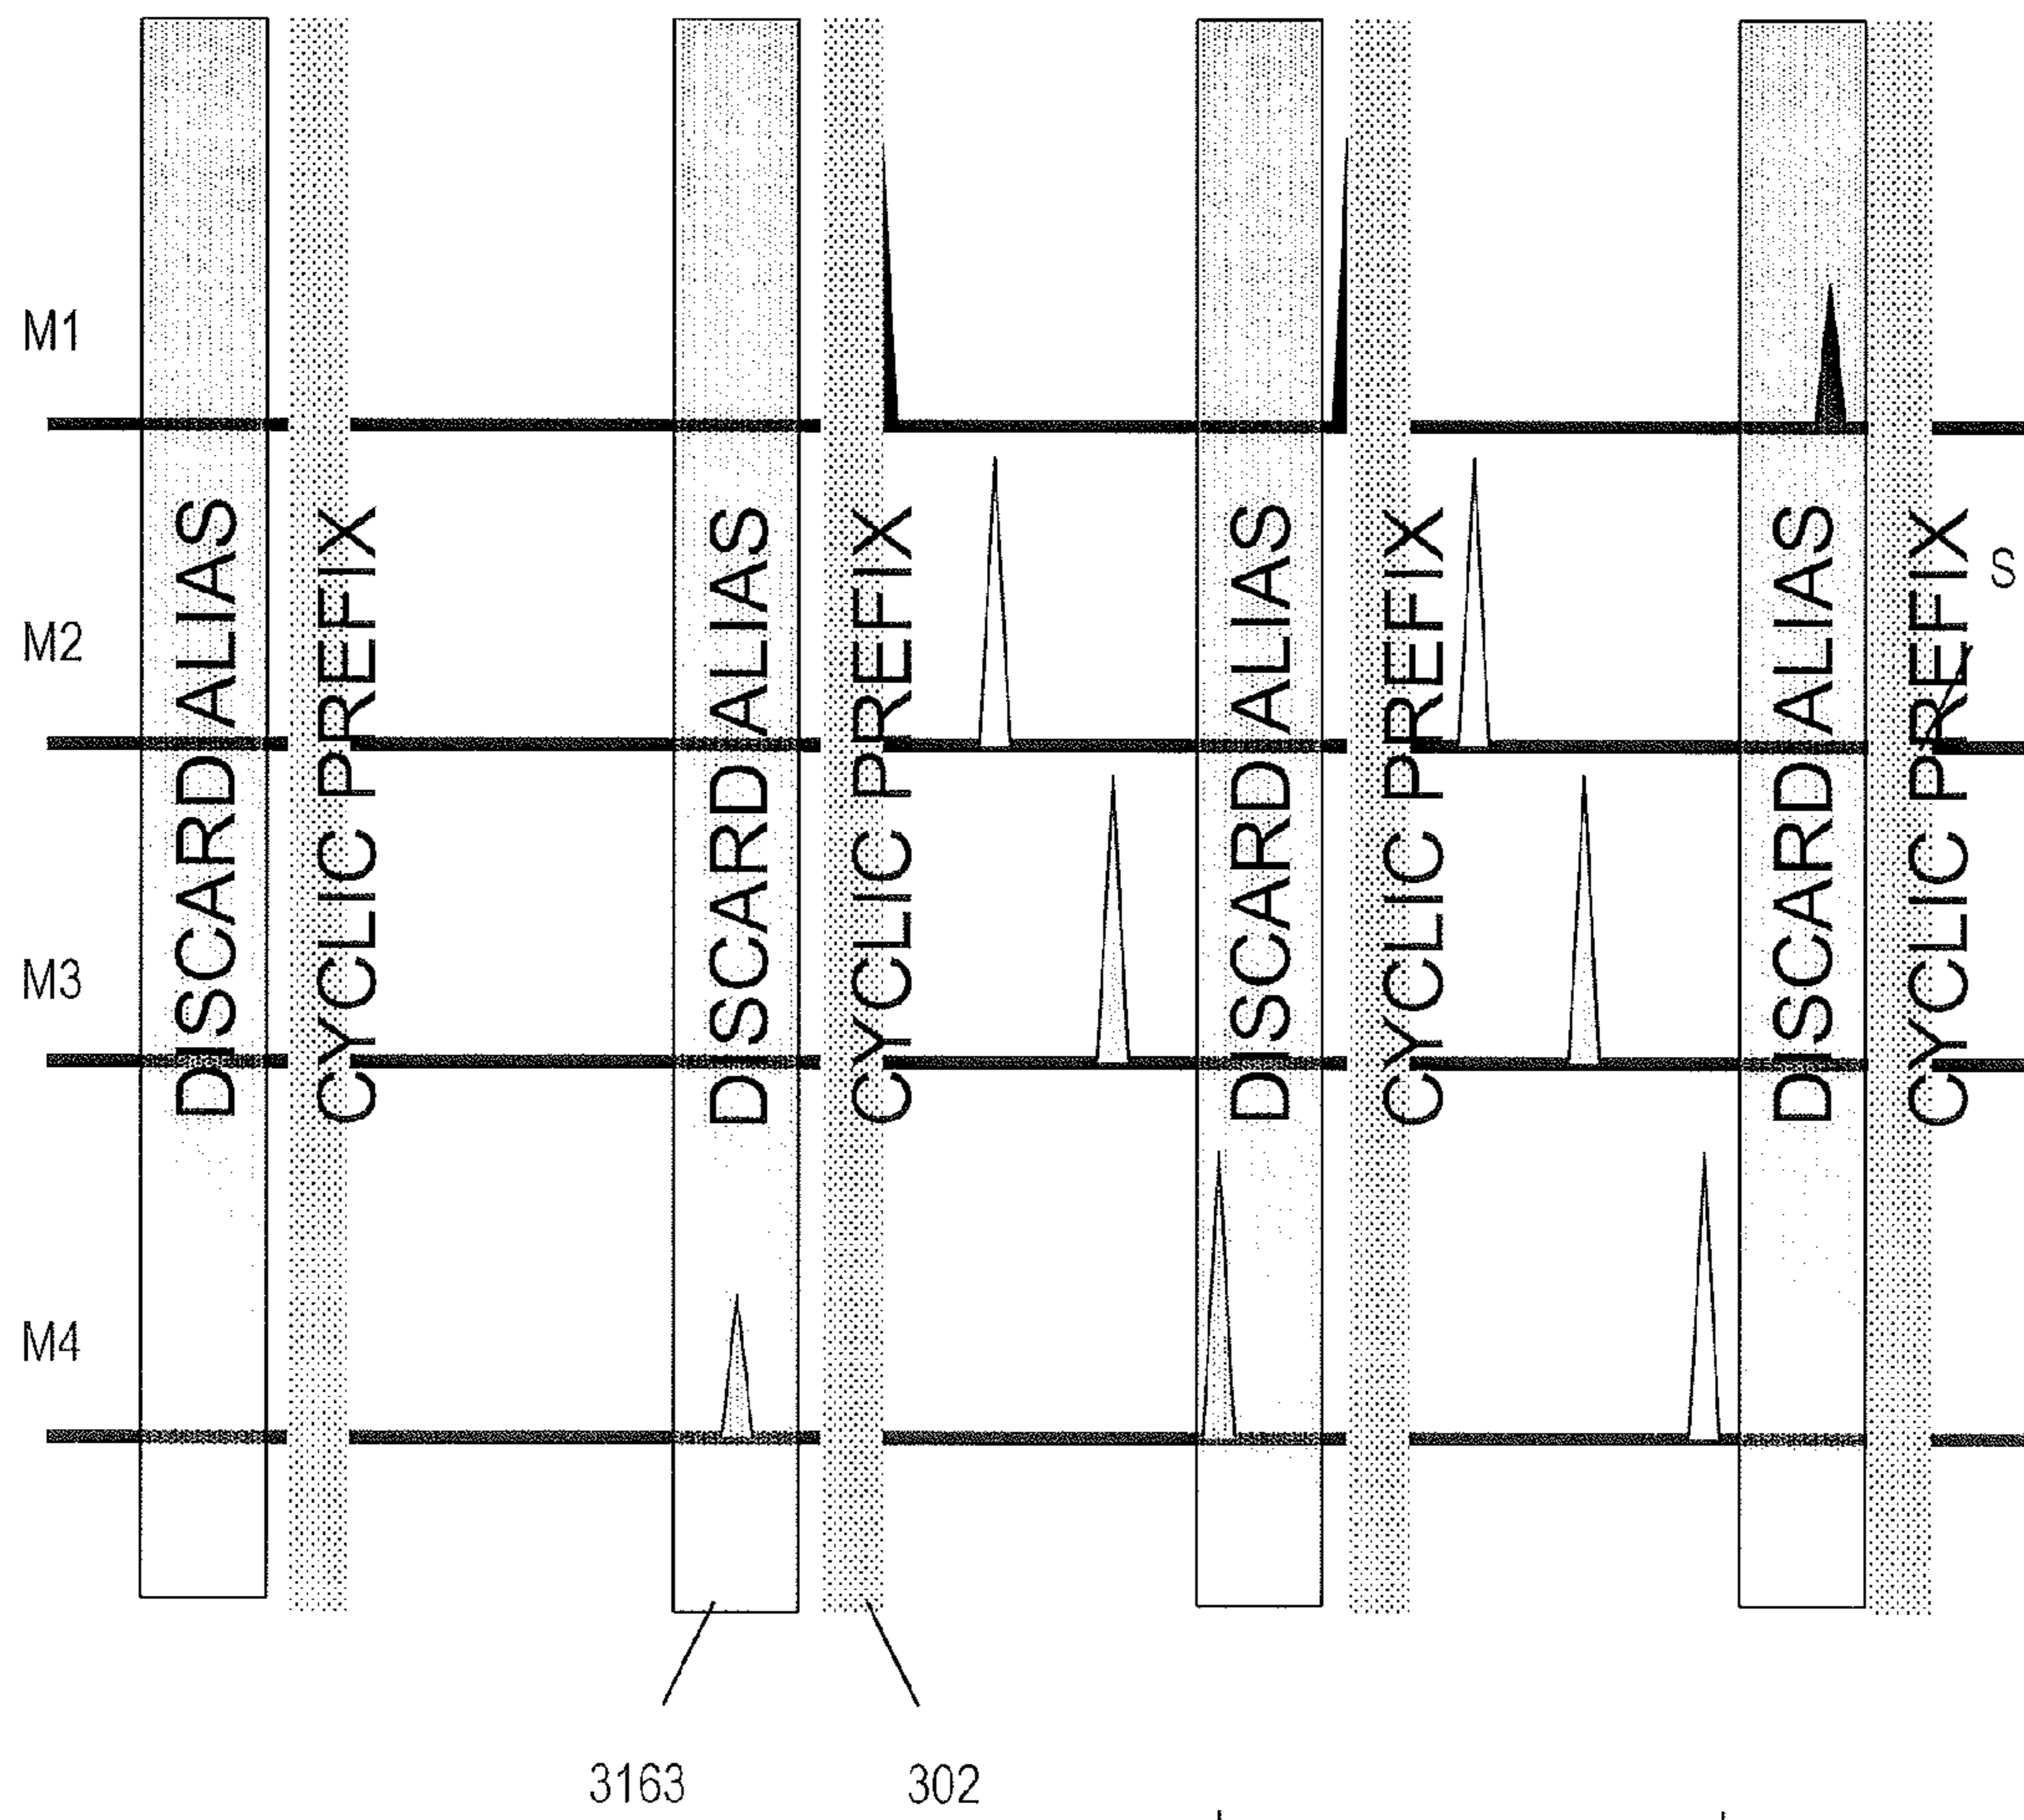 M1
M2
M3
M4
DISCARD ALIAS
CYCLIC PREFIX
DISCARD ALIAS
CYCLIC PREFIX
DISCARD ALIAS
CYCLIC PREFIX
DISCARD ALIAS
CYCLIC PREFIX
S
3163
302